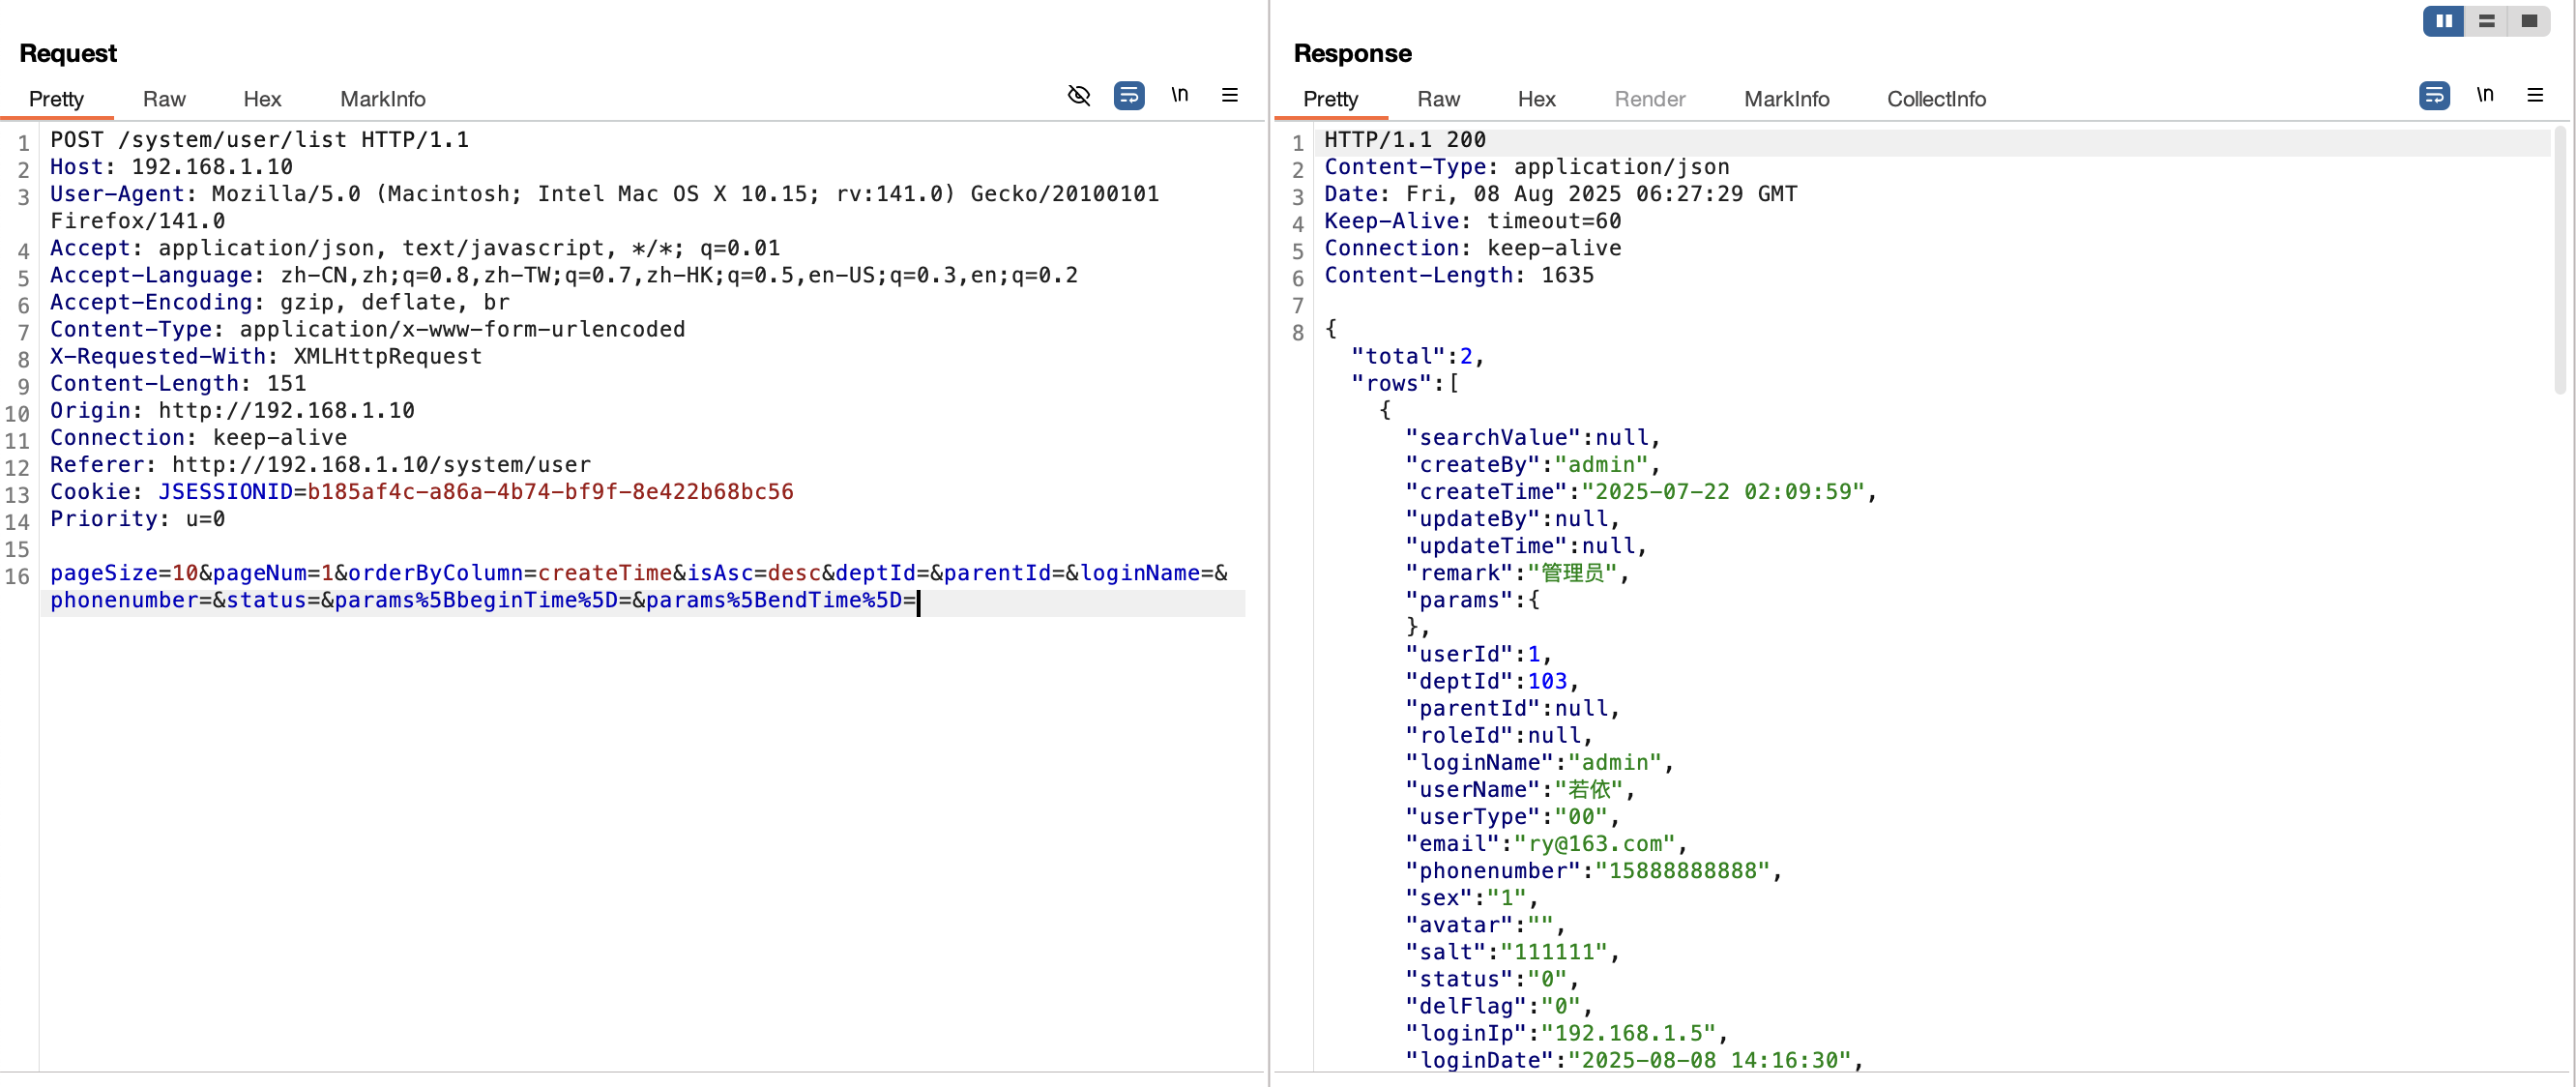 Request
Pretty Raw Hex MarkInfo \n
1 POST /system/user/list HTTP/1.1
2 Host: 192.168.1.10
3 User-Agent: Mozilla/5.0 (Macintosh; Intel Mac OS X 10.15; rv:141.0) Gecko/20100101
Firefox/141.0
4 Accept: application/json, text/javascript, */*; q=0.01
5 Accept-Language: zh-CN,zh;q=0.8,zh-TW;q=0.7,zh-HK;q=0.5,en-US;q=0.3,en;q=0.2
6 Accept-Encoding: gzip, deflate, br
7 Content-Type: application/x-www-form-urlencoded
8 X-Requested-With: XMLHttpRequest
9 Content-Length: 151
10 Origin: http://192.168.1.10
11 Connection: keep-alive
12 Referer: http://192.168.1.10/system/user
13 Cookie: JSESSIONID=b185af4c-a86a-4b74-bf9f-8e422b68bc56
14 Priority: u=0
15
16 pageSize=10&pageNum=1&orderByColumn=createTime&isAsc=desc&deptId=&parentId=&loginName=&
phonenumber=&status=&params%5BbeginTime%5D=&params%5BendTime%5D=
Response
Pretty Raw Hex Render MarkInfo CollectInfo \n
1 HTTP/1.1 200
2 Content-Type: application/json
3 Date: Fri, 08 Aug 2025 06:27:29 GMT
4 Keep-Alive: timeout=60
5 Connection: keep-alive
6 Content-Length: 1635
7
8 {
"total":2,
"rows":[
{
"searchValue":null,
"createBy":"admin",
"createTime":"2025-07-22 02:09:59",
"updateBy":null,
"updateTime":null,
"remark":"管理员",
"params":{
},
"userId":1,
"deptId":103,
"parentId":null,
"roleId":null,
"loginName":"admin",
"userName":"若依",
"userType":"00",
"email":"ry@163.com",
"phonenumber":"15888888888",
"sex":"1",
"avatar":"",
"salt":"111111",
"status":"0",
"delFlag":"0",
"loginIp":"192.168.1.5",
"loginDate":"2025-08-08 14:16:30",